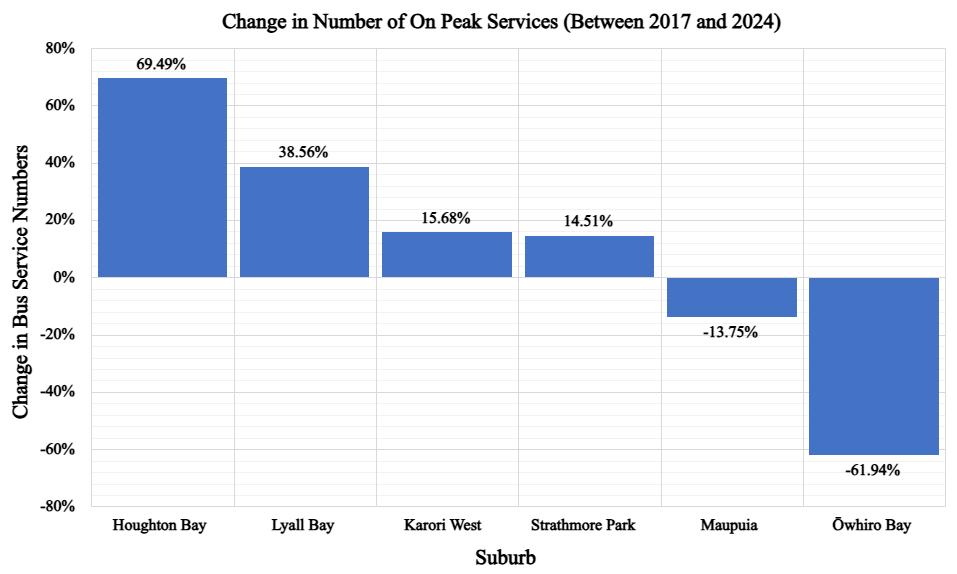 Change in Number of On Peak Services (Between 2017 and 2024)
80%
60%
40%
20%
0%
-20%
-40%
-60%
-80%
Change in Bus Service Numbers
69.49%
38.56%
15.68%
14.51%
-13.75%
-61.94%
Houghton Bay
Lyall Bay
Karori West
Strathmore Park
Maupuia
Ōwhiro Bay
Suburb